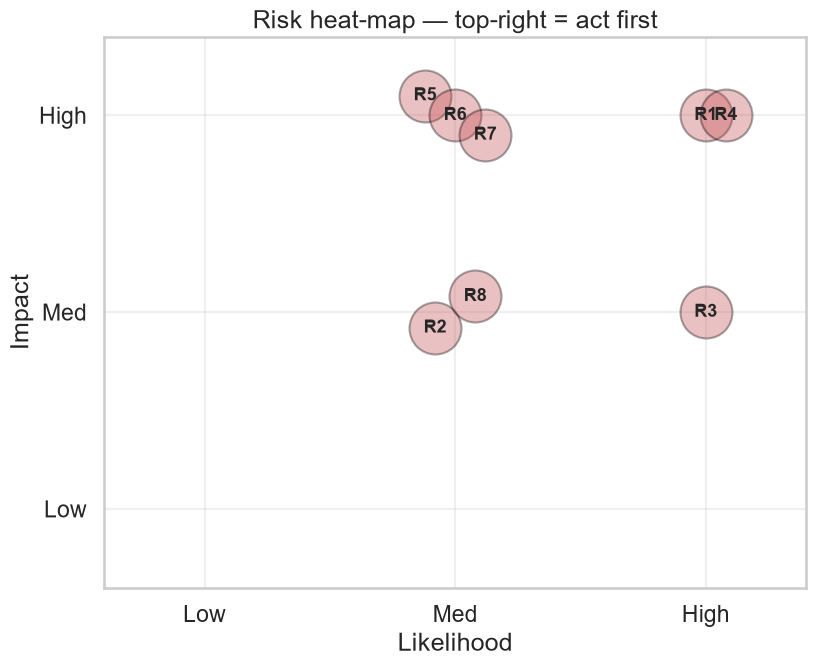 Risk heat-map — top-right = act first
Impact
High
Med
Low
R5
R6
R7
R1
R4
R8
R2
R3
Low
Med
High
Likelihood